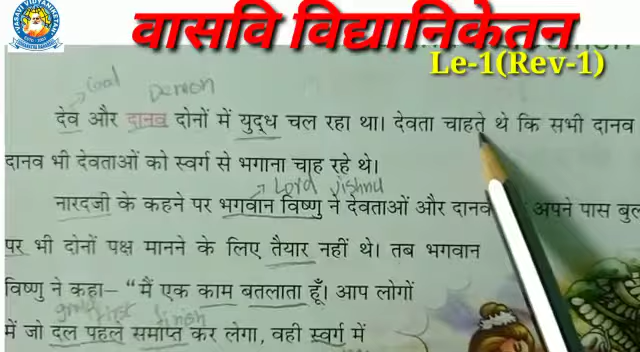 वासवि विद्यानिकेतन
Le-1(Rev-1)
God Demon
देव और दानव दोनों में युद्ध चल रहा था। देवता चाहते थे कि सभी दानव
दानव भी देवताओं को स्वर्ग से भगाना चाह रहे थे।
Lord Vishnu
नारदजी के कहने पर भगवान विष्णु ने देवताओं और दानव अपने पास बुल
पर भी दोनों पक्ष मानने के लिए तैयार नहीं थे। तब भगवान
विष्णु ने कहा– “मैं एक काम बतलाता हूँ। आप लोगों
group first finish
में जो दल पहले समाप्त कर लेगा, वही स्वर्ग में